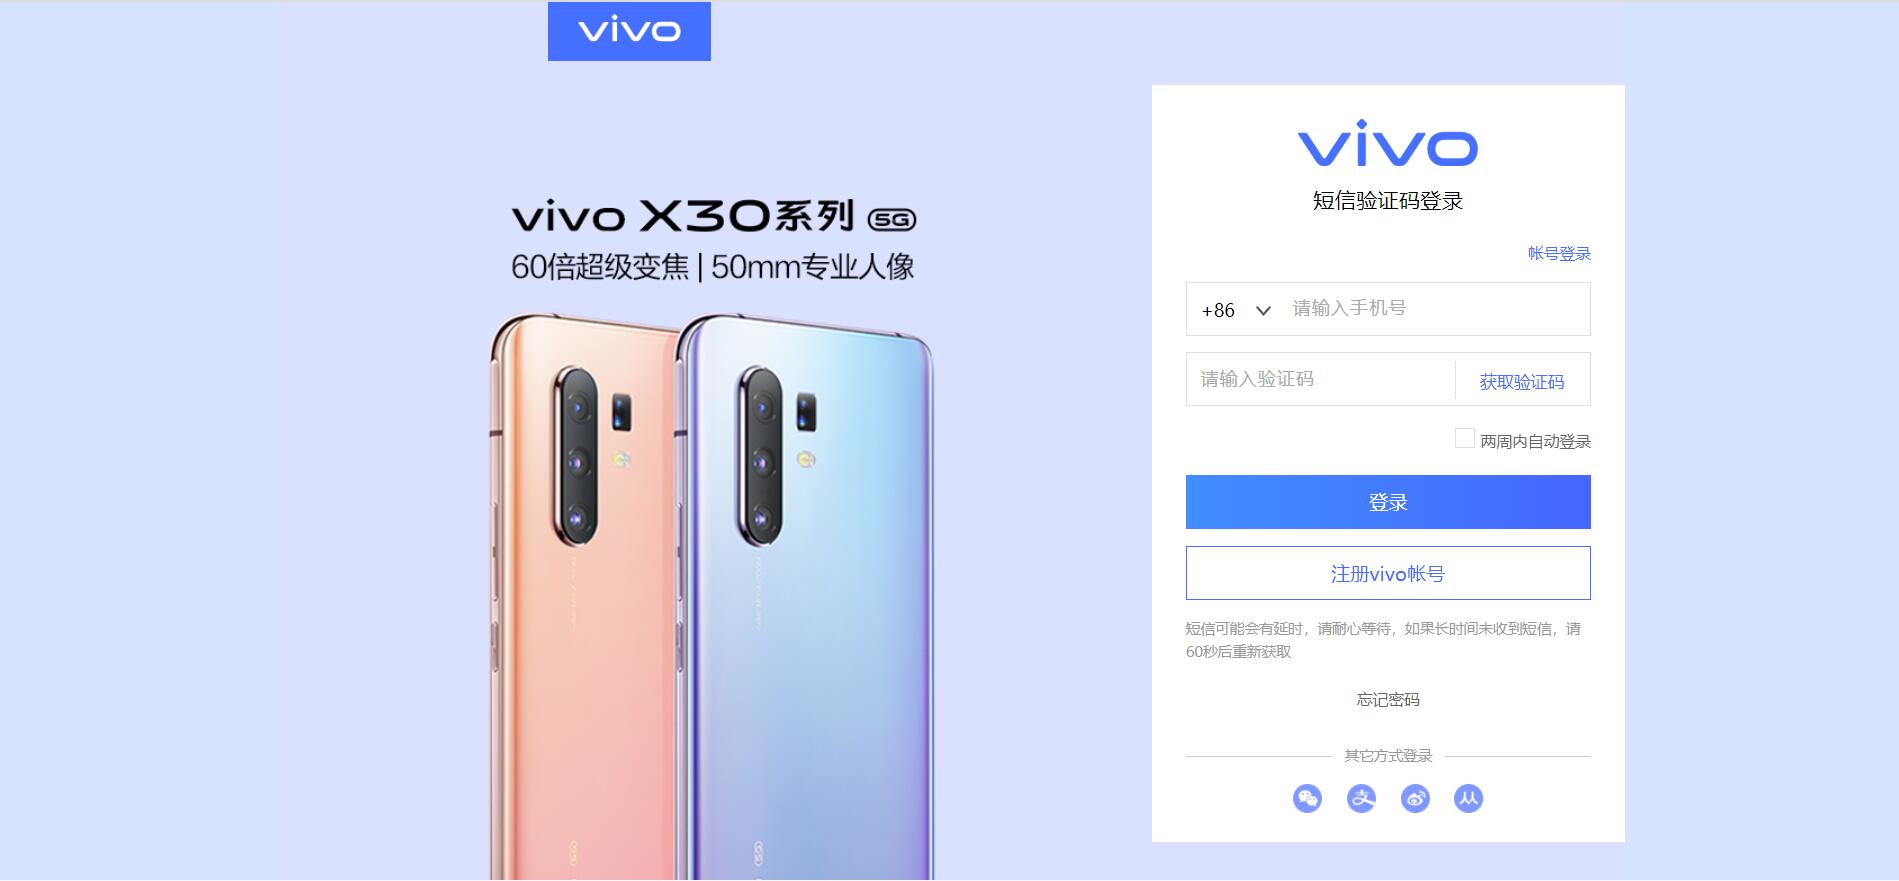 vivo
vivo X30系列 5G
60倍超级变焦 | 50mm专业人像
vivo
短信验证码登录
帐号登录
+86 请输入手机号
请输入验证码 获取验证码
两周内自动登录
登录
注册vivo帐号
短信可能会有延时，请耐心等待，如果长时间未收到短信，请
60秒后重新获取
忘记密码
其它方式登录